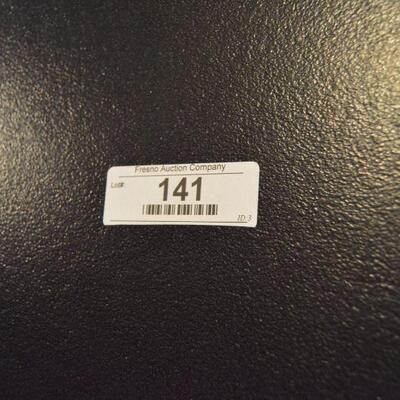 Fresno Auction Company
Lot# 141
ID:3